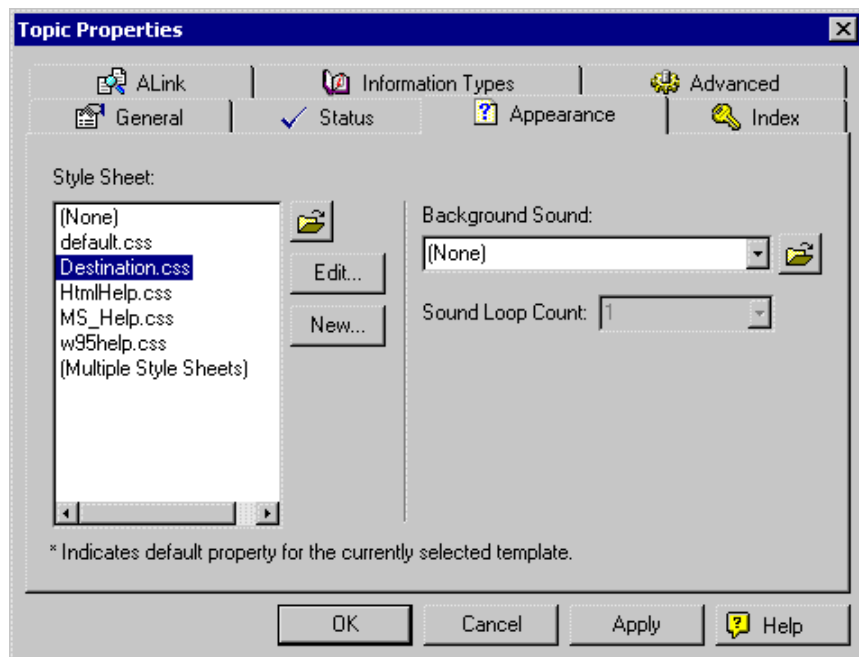 Topic Properties
ALink
Information Types
Advanced
General
Status
Appearance
Index
Style Sheet:
(None)
default.css
Destination.css
HtmlHelp.css
MS_Help.css
w95help.css
(Multiple Style Sheets)
Edit...
New...
Background Sound:
(None)
Sound Loop Count: 1
* Indicates default property for the currently selected template.
OK
Cancel
Apply
Help